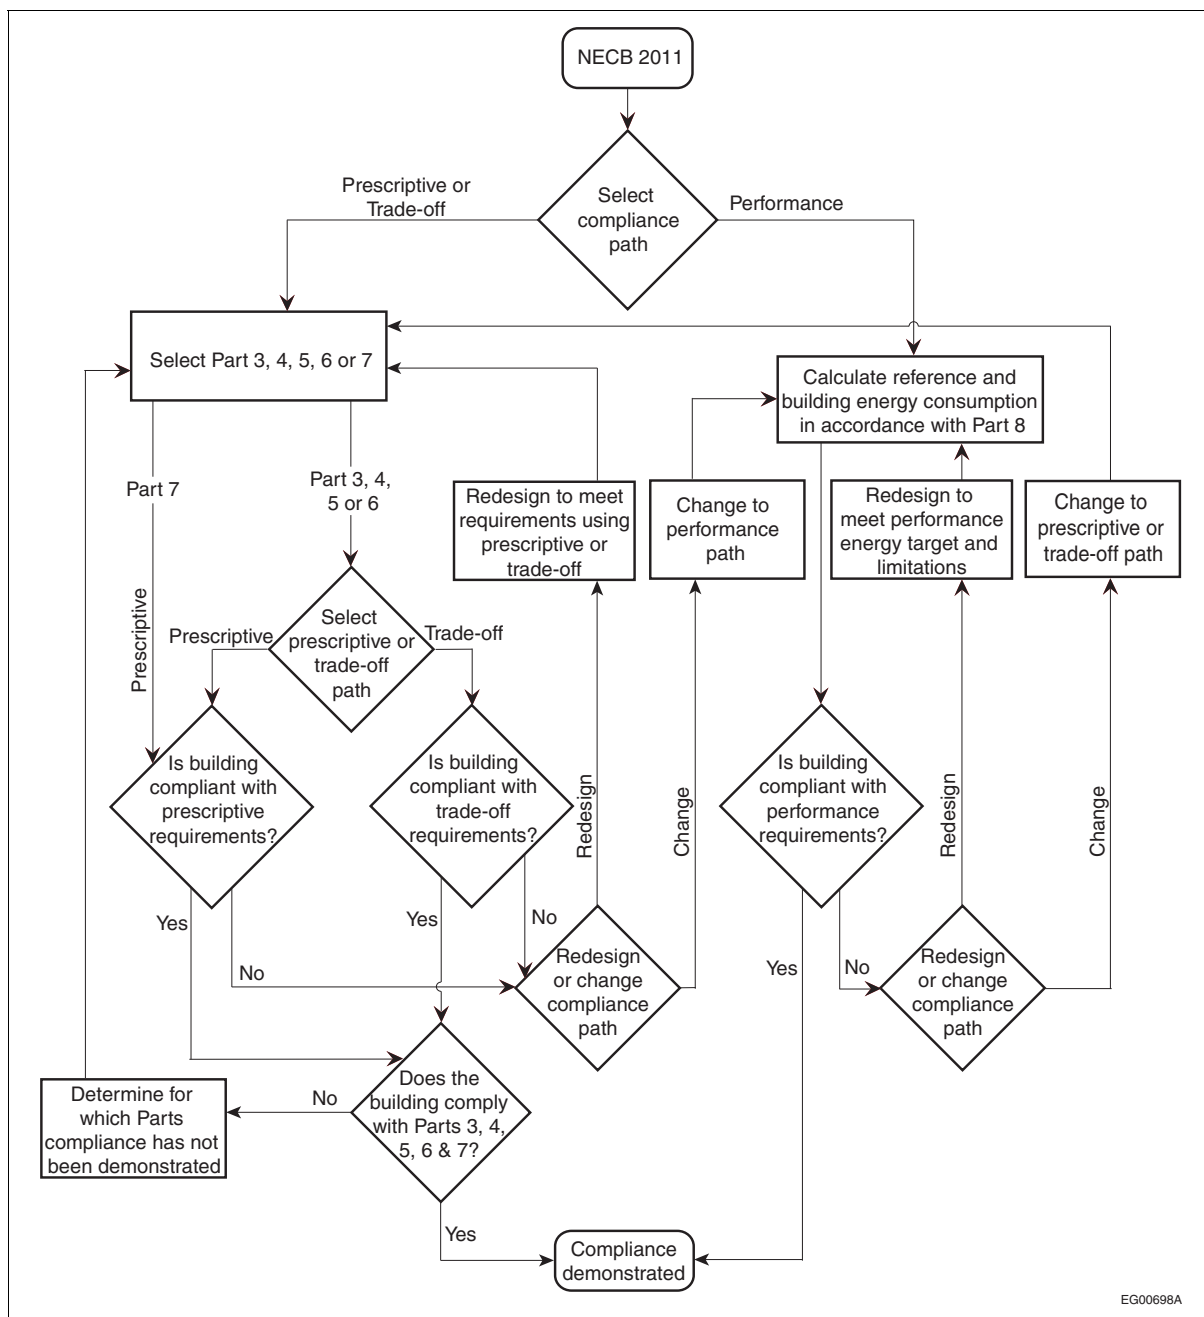 NECB 2011
Select
compliance
path
Prescriptive or
Trade-off
Performance
Select Part 3, 4, 5, 6 or 7
Calculate reference and
building energy consumption
in accordance with Part 8
Part 7
Part 3, 4,
5 or 6
Redesign to meet
requirements using
prescriptive or
trade-off
Change to
performance
path
Redesign to
meet performance
energy target and
limitations
Change to
prescriptive or
trade-off path
Prescriptive
Select
prescriptive or
trade-off
path
Prescriptive
Trade-off
Is building
compliant with
prescriptive
requirements?
Is building
compliant with
trade-off
requirements?
Redesign
Change
Is building
compliant with
performance
requirements?
Redesign
Change
Yes
No
Yes
No
Redesign
or change
compliance
path
Yes
No
Redesign
or change
compliance
path
Determine for
which Parts
compliance has not
been demonstrated
No
Does the
building comply
with Parts 3, 4,
5, 6 & 7?
Yes
Compliance
demonstrated
EG00698A